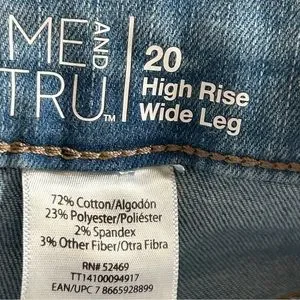 ME AND TRU™
20
High Rise
Wide Leg
72% Cotton/Algodón
23% Polyester/Poliéster
2% Spandex
3% Other Fiber/Otra Fibra
RN# 52469
TT14100094917
EAN/UPC 7 8665928899